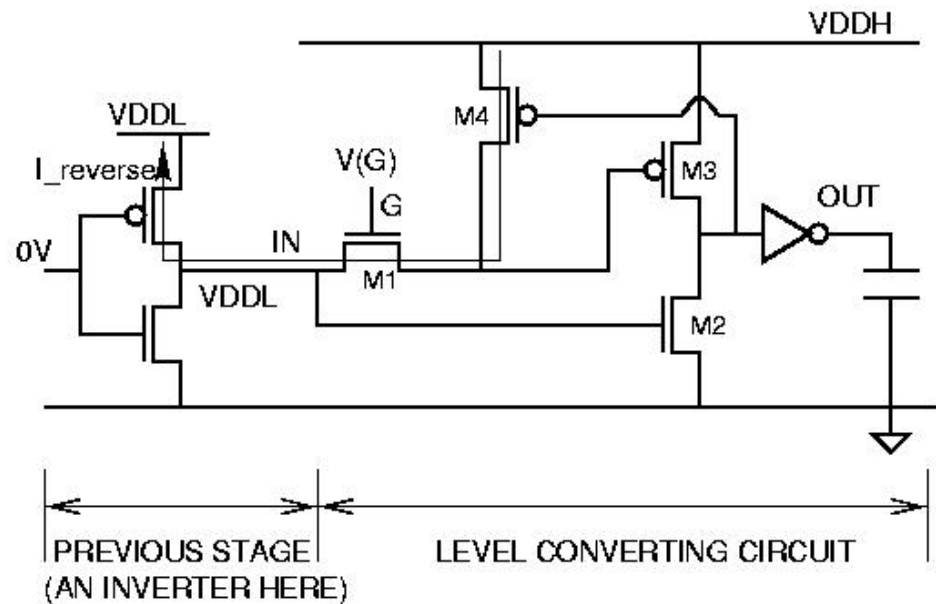 VDDH
VDDL
M4
I_reverse
V(G)
M3
G
OUT
0V
IN
M1
VDDL
M2
PREVIOUS STAGE
(AN INVERTER HERE)
LEVEL CONVERTING CIRCUIT